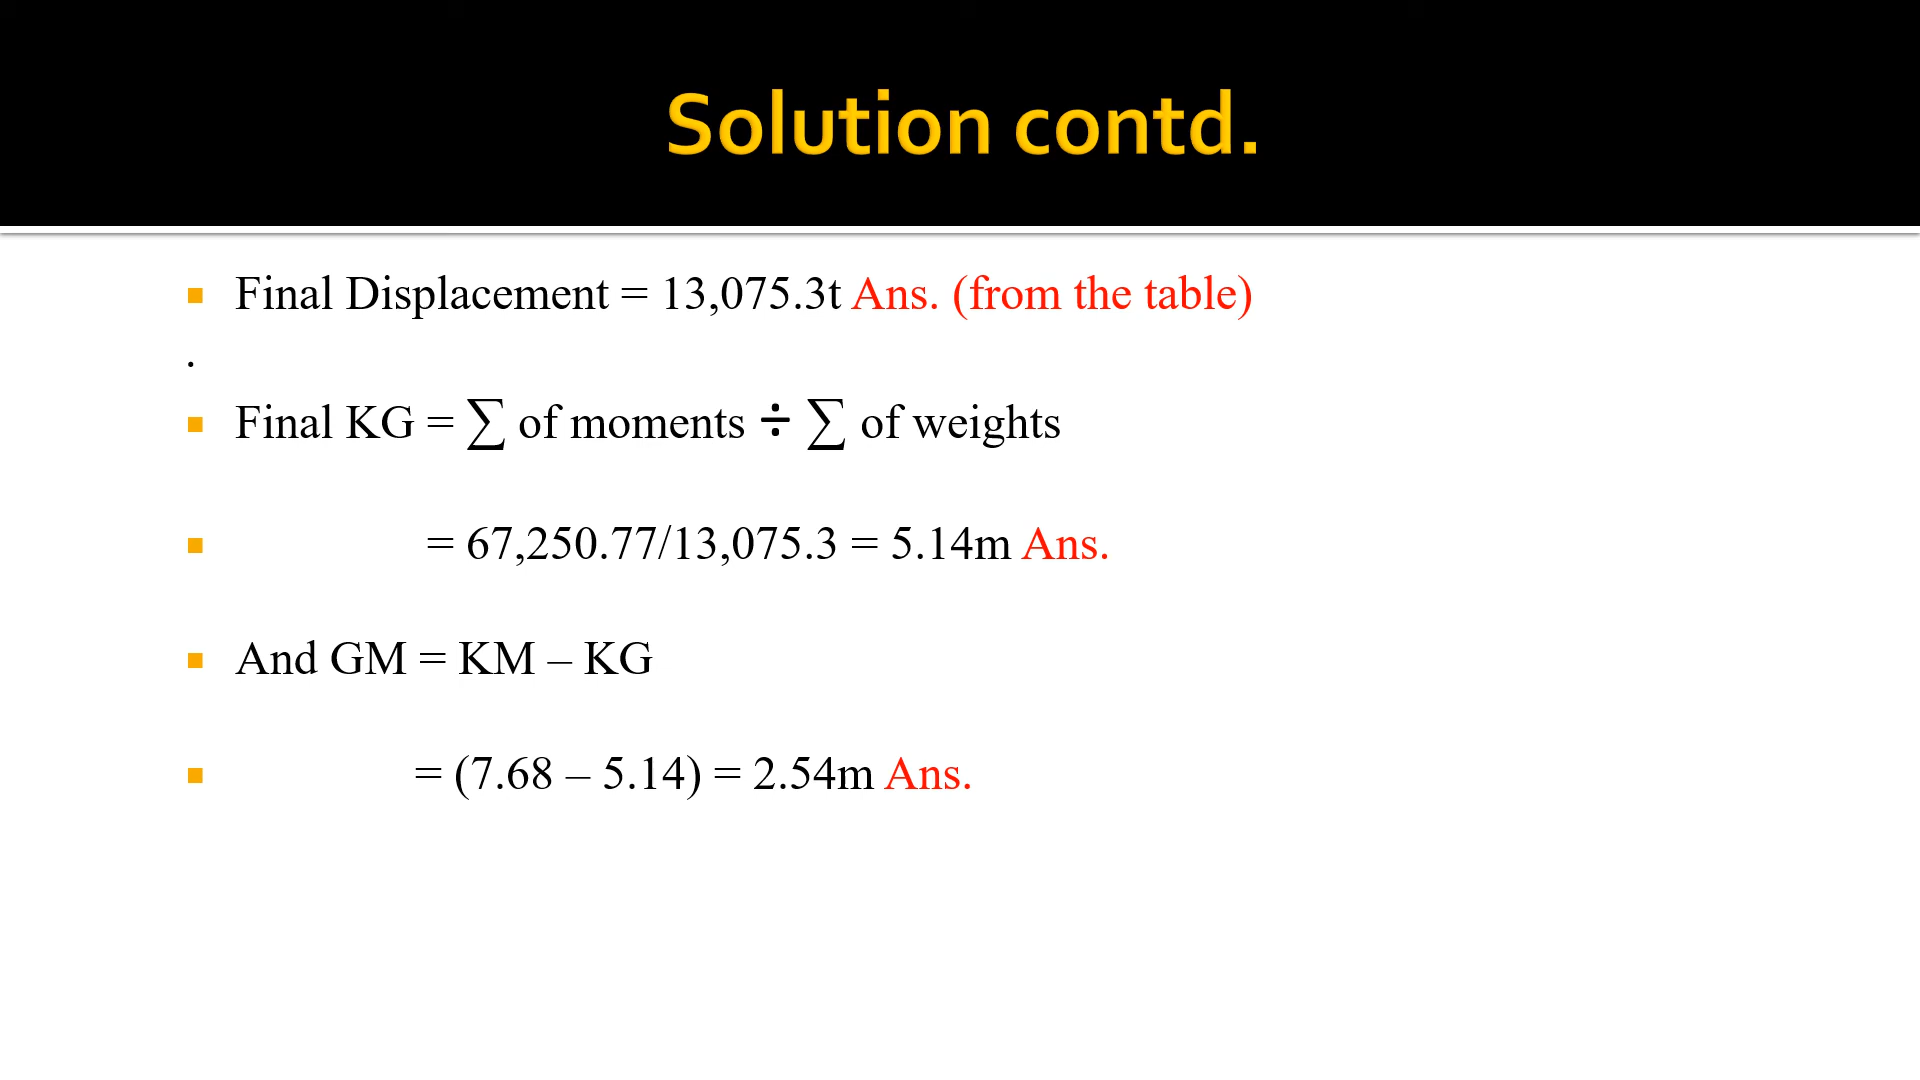 Solution contd.
Final Displacement = 13,075.3t Ans. (from the table)
.
Final KG = ∑ of moments ÷ ∑ of weights
= 67,250.77/13,075.3 = 5.14m Ans.
And GM = KM – KG
= (7.68 – 5.14) = 2.54m Ans.